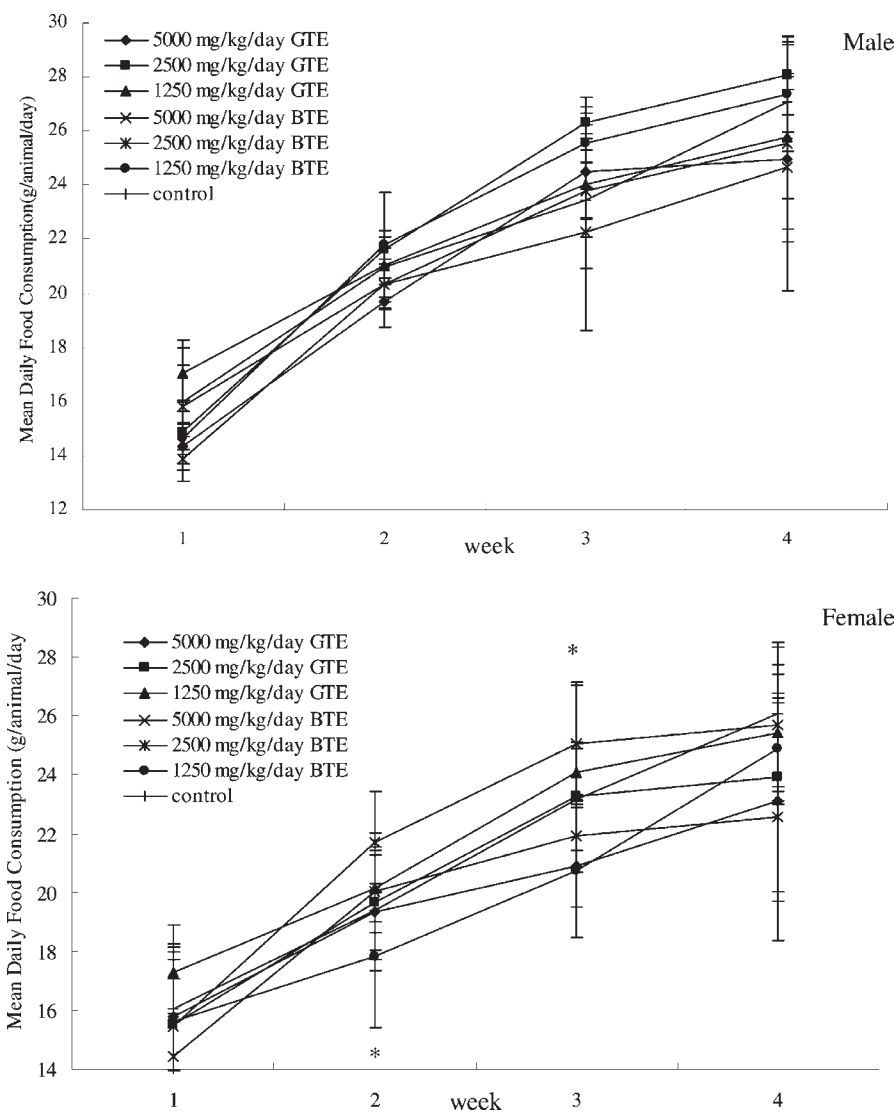 Male
Mean Daily Food Consumption(g/animal/day)
30
28
26
24
22
20
18
16
14
12
5000 mg/kg/day GTE
2500 mg/kg/day GTE
1250 mg/kg/day GTE
5000 mg/kg/day BTE
2500 mg/kg/day BTE
1250 mg/kg/day BTE
control
1 2 3 4
week
Female
Mean Daily Food Consumption (g/animal/day
30
28
26
24
22
20
18
16
14
5000 mg/kg/day GTE
2500 mg/kg/day GTE
1250 mg/kg/day GTE
5000 mg/kg/day BTE
2500 mg/kg/day BTE
1250 mg/kg/day BTE
control
*
*
1 2 3 4
week